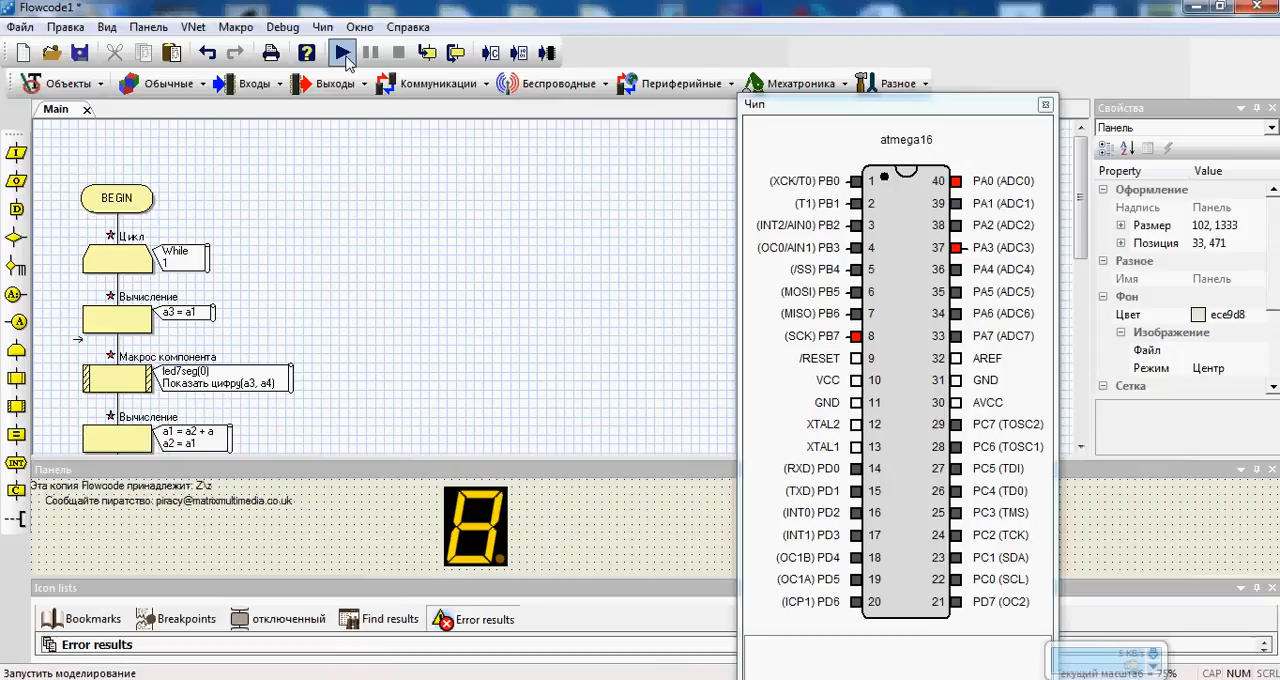 Flowcode1 *
Файл Правка Вид Панель VNet Макро Debug Чип Окно Справка
Объекты Обычные Входы Выходы Коммуникации Беспроводные Периферийные Мехатроника Разное
Main
BEGIN
Цикл
While
1
Вычисление
a3 = a1
Макрос компонента
led7seg(0)
Показать цифру(a3, a4)
Вычисление
a1 = a2 + a
a2 = a1
Чип
atmega16
(XCK/T0) PB0 1 40 PA0 (ADC0)
(T1) PB1 2 39 PA1 (ADC1)
(INT2/AIN0) PB2 3 38 PA2 (ADC2)
(OC0/AIN1) PB3 4 37 PA3 (ADC3)
(/SS) PB4 5 36 PA4 (ADC4)
(MOSI) PB5 6 35 PA5 (ADC5)
(MISO) PB6 7 34 PA6 (ADC6)
(SCK) PB7 8 33 PA7 (ADC7)
/RESET 9 32 AREF
VCC 10 31 GND
GND 11 30 AVCC
XTAL2 12 29 PC7 (TOSC2)
XTAL1 13 28 PC6 (TOSC1)
(RXD) PD0 14 27 PC5 (TDI)
(TXD) PD1 15 26 PC4 (TD0)
(INT0) PD2 16 25 PC3 (TMS)
(INT1) PD3 17 24 PC2 (TCK)
(OC1B) PD4 18 23 PC1 (SDA)
(OC1A) PD5 19 22 PC0 (SCL)
(ICP1) PD6 20 21 PD7 (OC2)
Свойства
Панель
Property Value
Оформление
Надпись Панель
Размер 102, 1333
Позиция 33, 471
Разное
Имя Панель
Фон
Цвет ece9d8
Изображение
Файл
Режим Центр
Сетка
Панель
Эта копия Flowcode принадлежит: Z\z
Сообщайте пиратство: piracy@matrixmultimedia.co.uk
8
Icon lists
Bookmarks Breakpoints отключенный Find results Error results
Error results
5 КБ/s
Запустить моделирование
Текущий масштаб = 75% CAP NUM SCRL